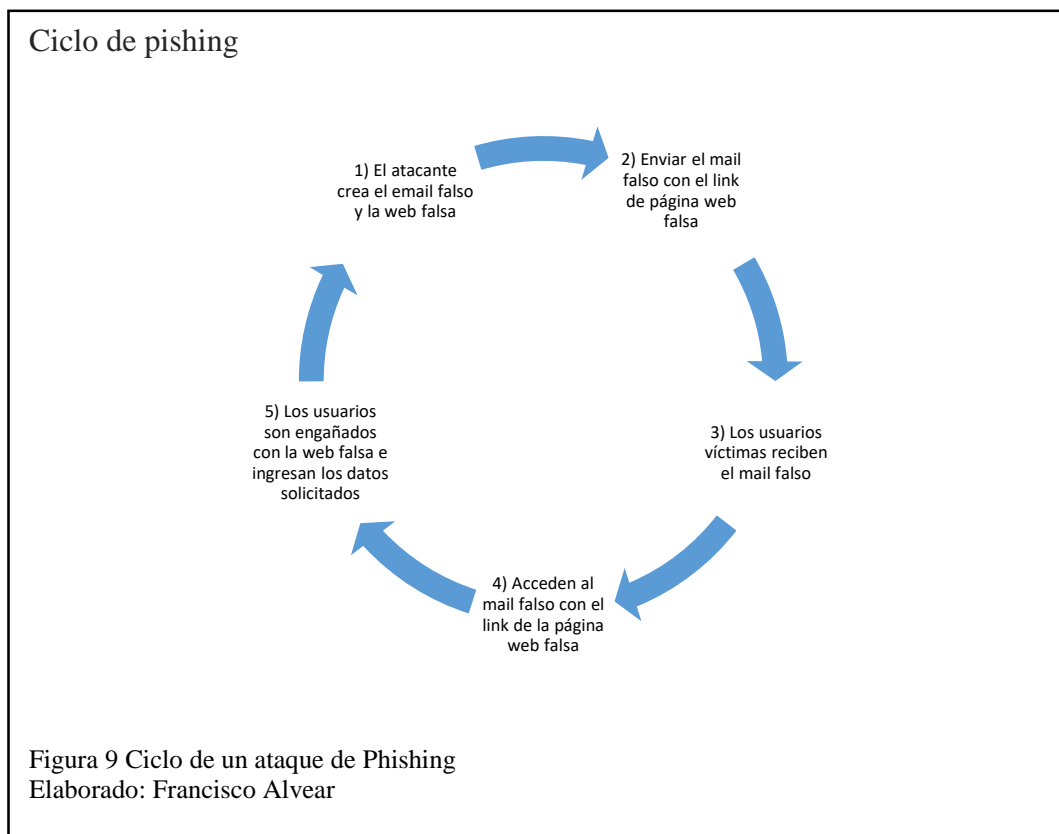 Ciclo de pishing
1) El atacante
crea el email falso
y la web falsa
2) Enviar el mail
falso con el link
de página web
falsa
3) Los usuarios
víctimas reciben
el mail falso
4) Acceden al
mail falso con el
link de la página
web falsa
5) Los usuarios
son engañados
con la web falsa e
ingresan los datos
solicitados
Figura 9 Ciclo de un ataque de Phishing
Elaborado: Francisco Alvear